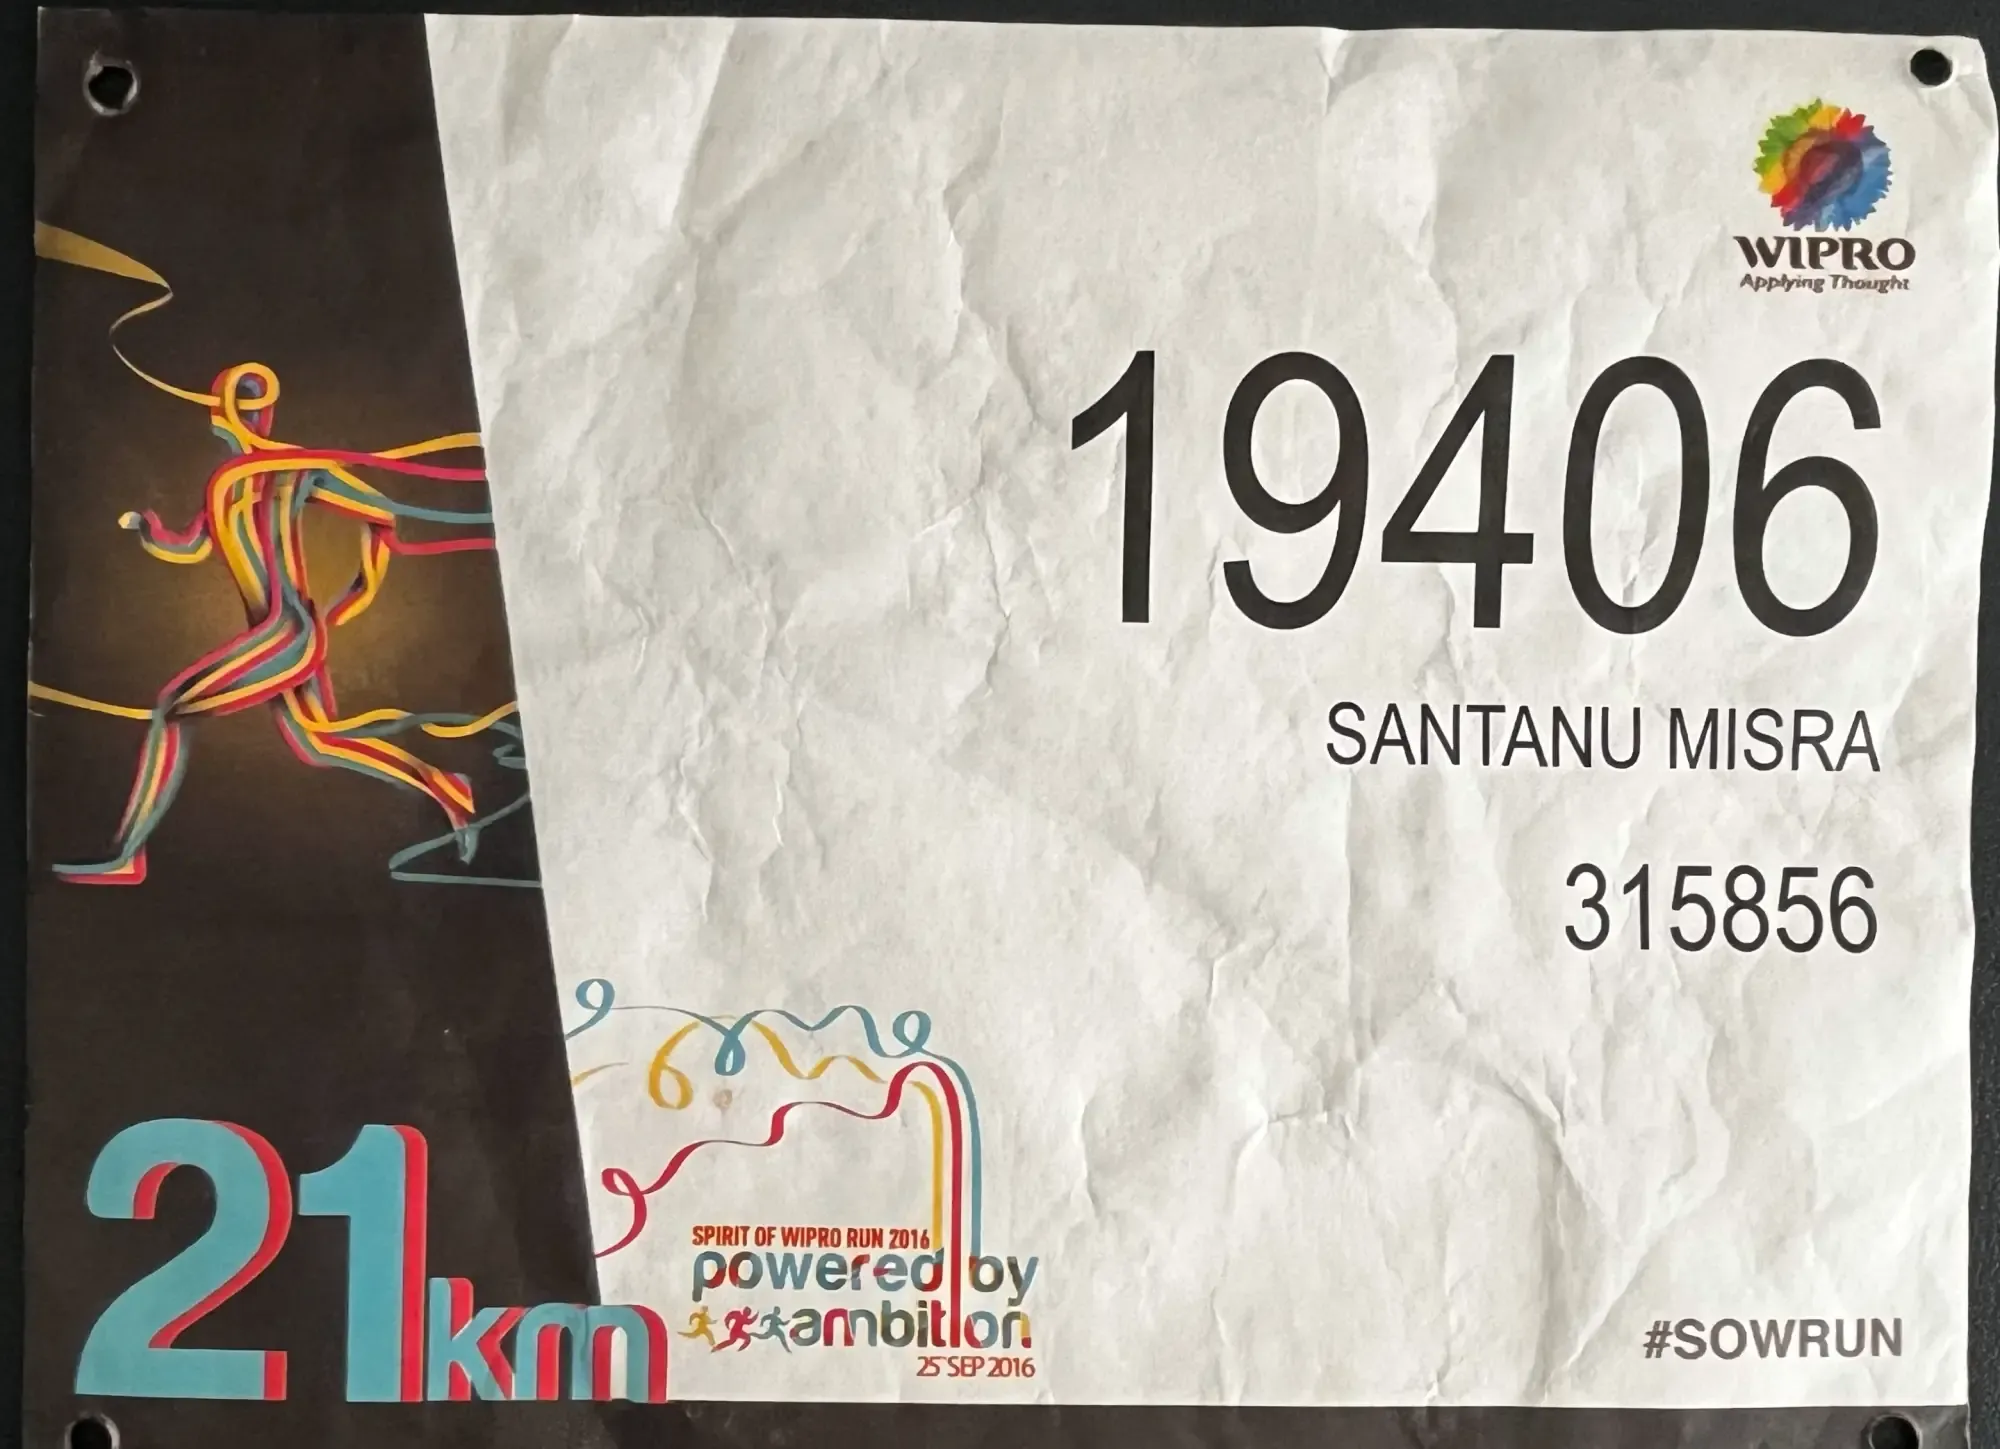 WIPRO
Applying Thought
19406
SANTANU MISRA
315856
21km
SPIRIT OF WIPRO RUN 2016
powered by
ambition.
25 SEP 2016
#SOWRUN